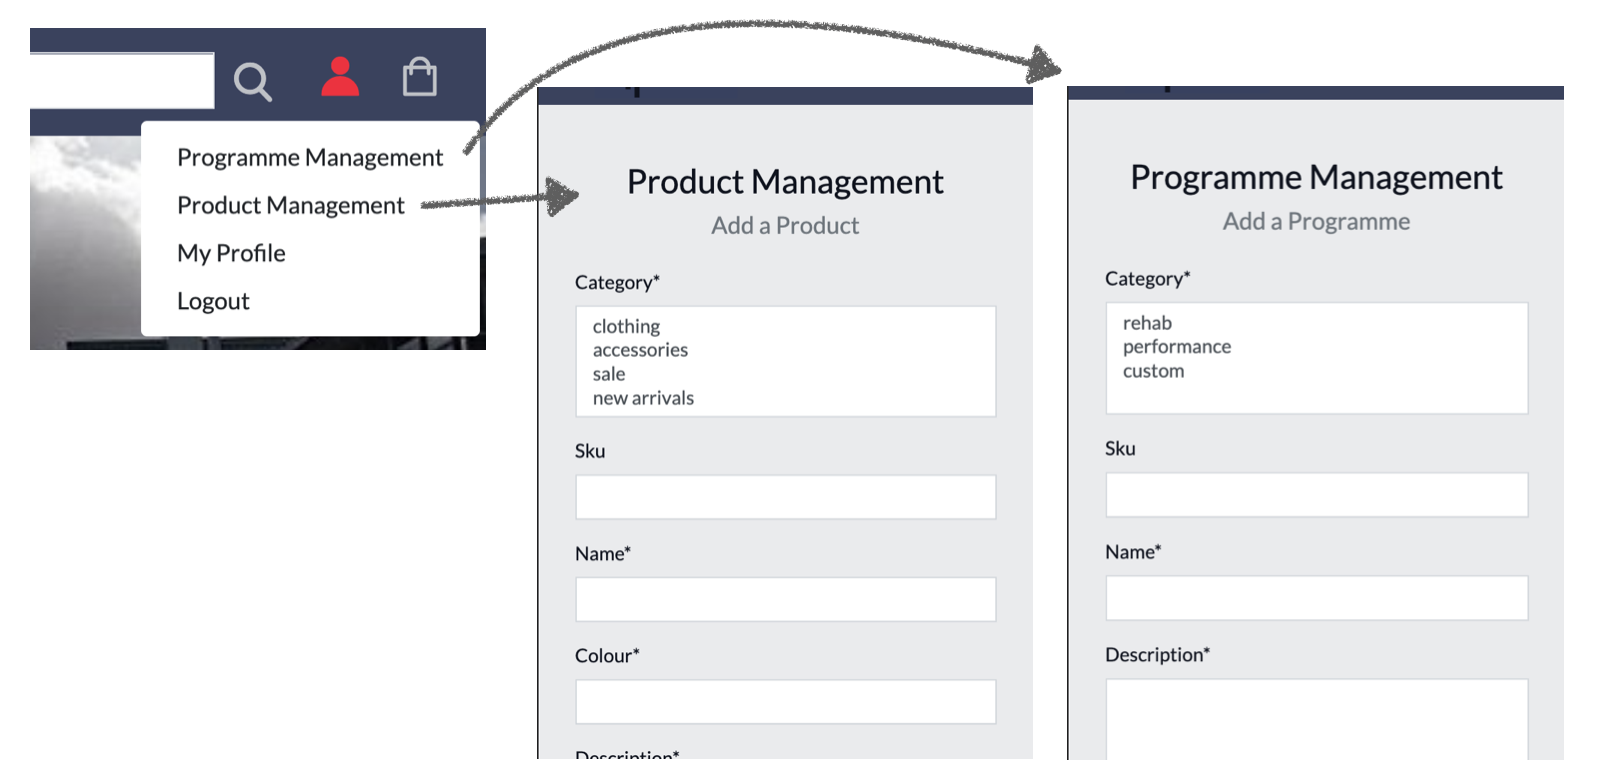 Programme Management
Product Management
My Profile
Logout
Product Management
Add a Product
Category*
clothing
accessories
sale
new arrivals
Sku
Name*
Colour*
Description*
Programme Management
Add a Programme
Category*
rehab
performance
custom
Sku
Name*
Description*